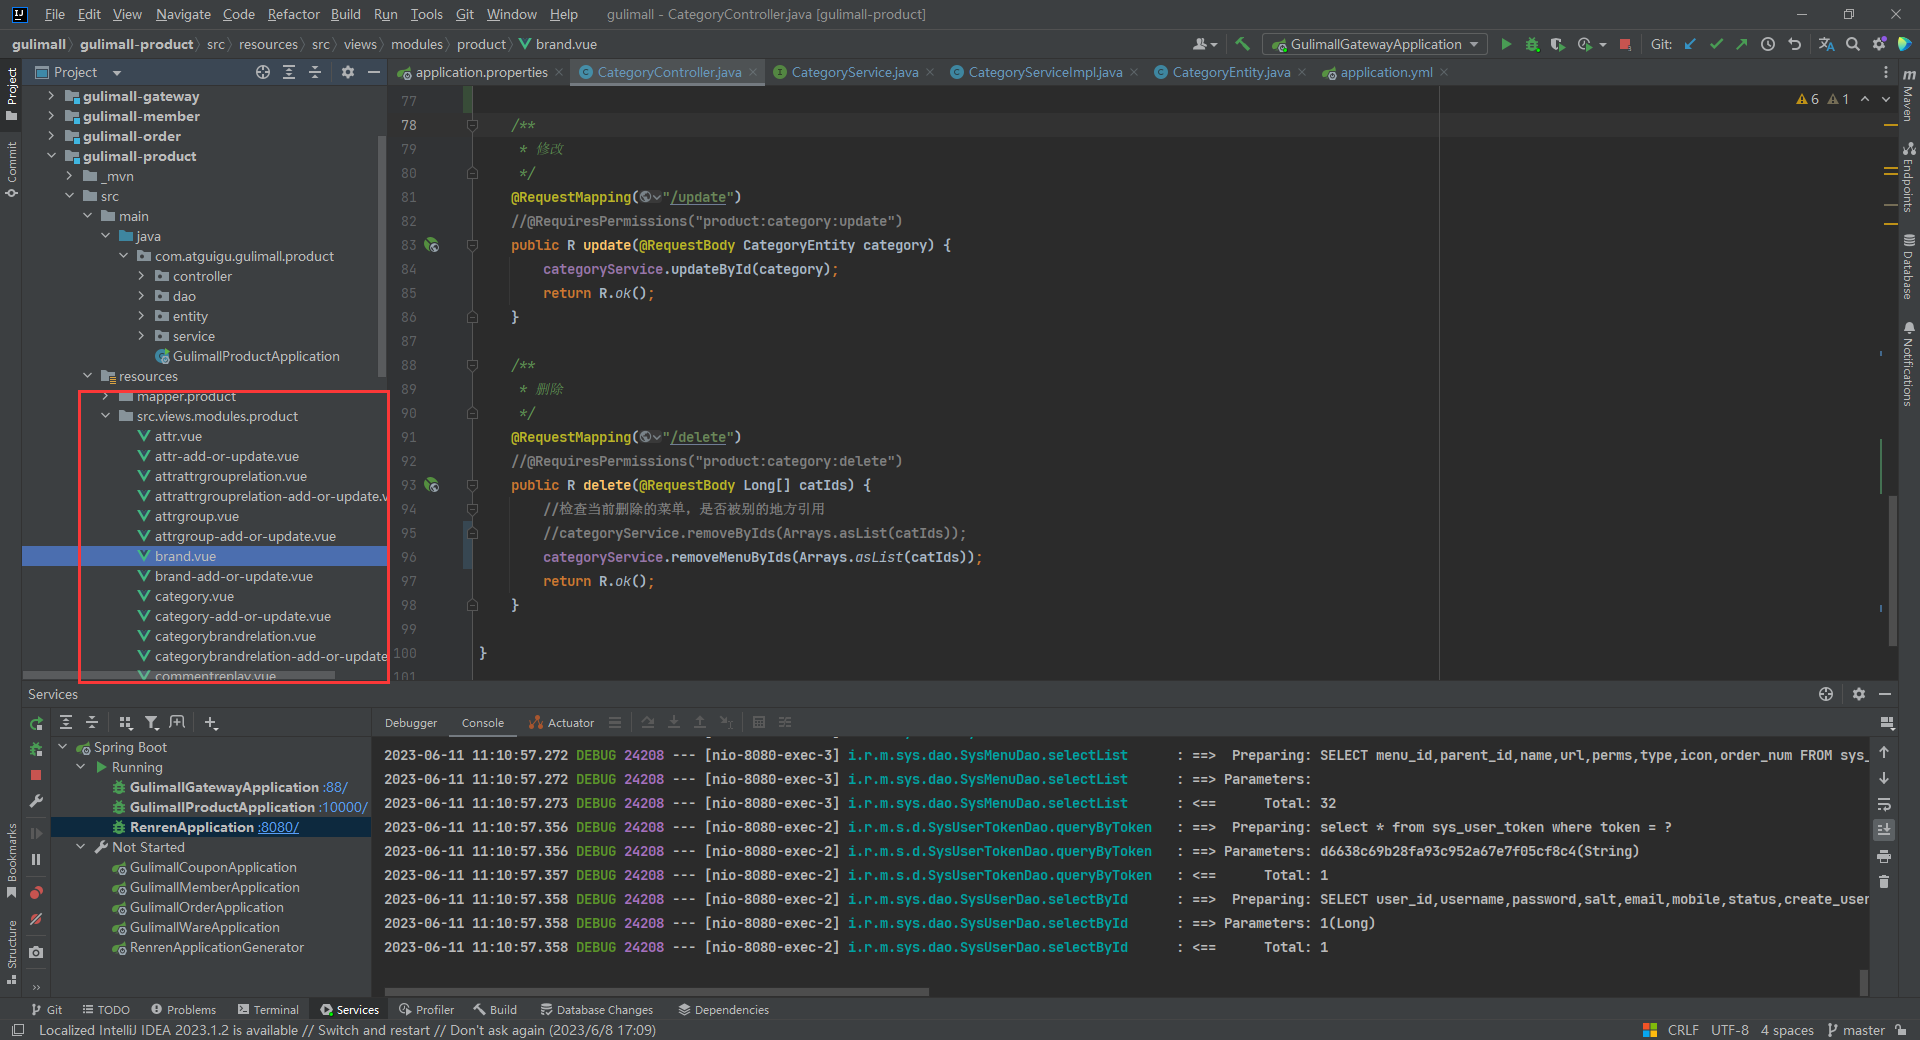 File Edit View Navigate Code Refactor Build Run Tools Git Window Help gulimall - CategoryController.java [gulimall-product]
gulimall gulimall-product src resources src views modules product brand.vue
GulimallGatewayApplication Git:
Project
application.properties CategoryController.java CategoryService.java CategoryServiceImpl.java CategoryEntity.java application.yml
Project
Commit
gulimall-gateway
gulimall-member
gulimall-order
gulimall-product
_mvn
src
main
java
com.atguigu.gulimall.product
controller
dao
entity
service
GulimallProductApplication
resources
mapper.product
src.views.modules.product
attr.vue
attr-add-or-update.vue
attrattrgrouprelation.vue
attrattrgrouprelation-add-or-update.v
attrgroup.vue
attrgroup-add-or-update.vue
brand.vue
brand-add-or-update.vue
category.vue
category-add-or-update.vue
categorybrandrelation.vue
categorybrandrelation-add-or-update
commentreplay.vue
6 1
77
78 /**
79 * 修改
80 */
81 @RequestMapping("/update")
82 //@RequiresPermissions("product:category:update")
83 public R update(@RequestBody CategoryEntity category) {
84 categoryService.updateById(category);
85 return R.ok();
86 }
87
88 /**
89 * 删除
90 */
91 @RequestMapping("/delete")
92 //@RequiresPermissions("product:category:delete")
93 public R delete(@RequestBody Long[] catIds) {
94 //检查当前删除的菜单，是否被别的地方引用
95 //categoryService.removeByIds(Arrays.asList(catIds));
96 categoryService.removeMenuByIds(Arrays.asList(catIds));
97 return R.ok();
98 }
99
100 }
101
Maven
Endpoints
Database
Notifications
Services
Debugger Console Actuator
Spring Boot
Running
GulimallGatewayApplication :88/
GulimallProductApplication :10000/
RenrenApplication :8080/
Not Started
GulimallCouponApplication
GulimallMemberApplication
GulimallOrderApplication
GulimallWareApplication
RenrenApplicationGenerator
Bookmarks
Structure
2023-06-11 11:10:57.272 DEBUG 24208 --- [nio-8080-exec-3] i.r.m.sys.dao.SysMenuDao.selectList : ==> Preparing: SELECT menu_id,parent_id,name,url,perms,type,icon,order_num FROM sys_
2023-06-11 11:10:57.272 DEBUG 24208 --- [nio-8080-exec-3] i.r.m.sys.dao.SysMenuDao.selectList : ==> Parameters:
2023-06-11 11:10:57.273 DEBUG 24208 --- [nio-8080-exec-3] i.r.m.sys.dao.SysMenuDao.selectList : <== Total: 32
2023-06-11 11:10:57.356 DEBUG 24208 --- [nio-8080-exec-2] i.r.m.s.d.SysUserTokenDao.queryByToken : ==> Preparing: select * from sys_user_token where token = ?
2023-06-11 11:10:57.356 DEBUG 24208 --- [nio-8080-exec-2] i.r.m.s.d.SysUserTokenDao.queryByToken : ==> Parameters: d6638c69b28fa93c952a67e7f05cf8c4(String)
2023-06-11 11:10:57.357 DEBUG 24208 --- [nio-8080-exec-2] i.r.m.s.d.SysUserTokenDao.queryByToken : <== Total: 1
2023-06-11 11:10:57.358 DEBUG 24208 --- [nio-8080-exec-2] i.r.m.sys.dao.SysUserDao.selectById : ==> Preparing: SELECT user_id,username,password,salt,email,mobile,status,create_user
2023-06-11 11:10:57.358 DEBUG 24208 --- [nio-8080-exec-2] i.r.m.sys.dao.SysUserDao.selectById : ==> Parameters: 1(Long)
2023-06-11 11:10:57.358 DEBUG 24208 --- [nio-8080-exec-2] i.r.m.sys.dao.SysUserDao.selectById : <== Total: 1
Git TODO Problems Terminal Services Profiler Build Database Changes Dependencies
Localized IntelliJ IDEA 2023.1.2 is available // Switch and restart // Don't ask again (2023/6/8 17:09)
CRLF UTF-8 4 spaces master